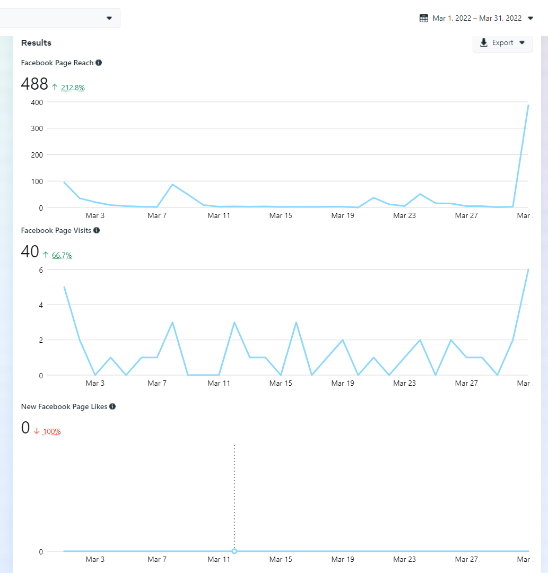 Mar 1, 2022 – Mar 31, 2022
Results
Export
Facebook Page Reach
488 ↑ 212.8%
400
300
200
100
0
Mar 3 Mar 7 Mar 11 Mar 15 Mar 19 Mar 23 Mar 27 Mar
Facebook Page Visits
40 ↑ 66.7%
6
4
2
0
Mar 3 Mar 7 Mar 11 Mar 15 Mar 19 Mar 23 Mar 27 Mar
New Facebook Page Likes
0 ↓ 100%
0
Mar 3 Mar 7 Mar 11 Mar 15 Mar 19 Mar 23 Mar 27 Mar